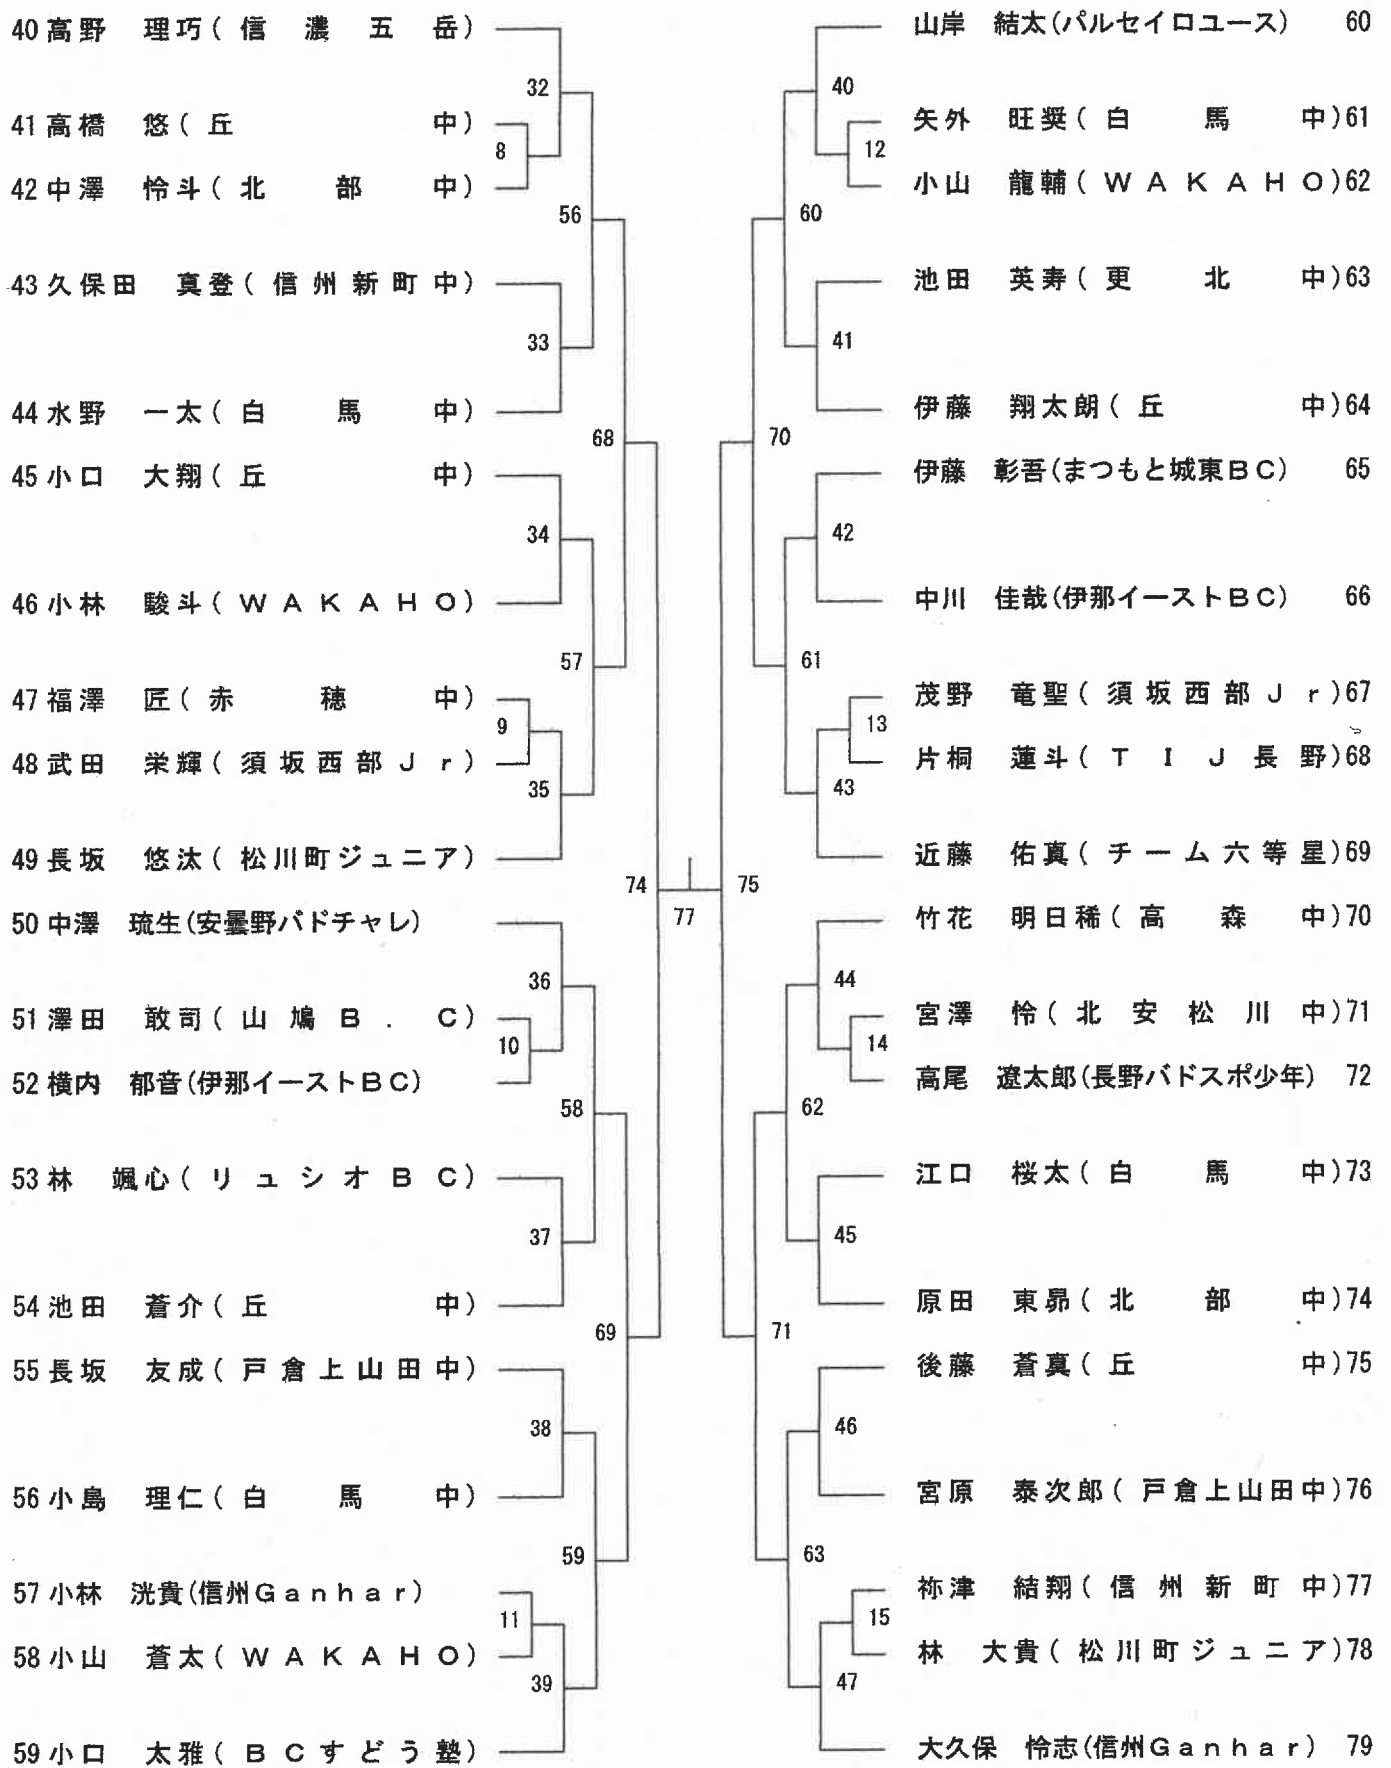 40 高野 理巧(信濃五岳)
32
41 高橋 悠(丘中)
8
42 中澤 怜斗(北部中)
56
43 久保田 真登(信州新町中)
33
44 水野 一太(白馬中)
68
45 小口 大翔(丘中)
34
46 小林 駿斗(WAKAHO)
57
47 福澤 匠(赤穂中)
9
48 武田 栄輝(須坂西部Jr)
35
49 長坂 悠汰(松川町ジュニア)
74
50 中澤 琉生(安曇野バドチャレ)
36
51 澤田 敢司(山鳩B.C)
10
52 横内 郁音(伊那イーストBC)
58
53 林 颯心(リュシオBC)
37
54 池田 蒼介(丘中)
69
55 長坂 友成(戸倉上山田中)
38
56 小島 理仁(白馬中)
59
57 小林 洸貴(信州Ganhar)
11
58 小山 蒼太(WAKAHO)
39
59 小口 太雅(BCすどう塾)
77
山岸 結太(パルセイロユース) 60
40
矢外 旺奨(白馬中)61
12
小山 龍輔(WAKAHO)62
60
池田 英寿(更北中)63
41
伊藤 翔太朗(丘中)64
70
伊藤 彰吾(まつもと城東BC) 65
42
中川 佳哉(伊那イーストBC) 66
61
茂野 竜聖(須坂西部Jr)67
13
片桐 蓮斗(TIJ長野)68
43
近藤 佑真(チーム六等星)69
75
竹花 明日稀(高森中)70
44
宮澤 怜(北安松川中)71
14
高尾 遼太郎(長野バドスポ少年) 72
62
江口 桜太(白馬中)73
45
原田 東昴(北部中)74
71
後藤 蒼真(丘中)75
46
宮原 泰次郎(戸倉上山田中)76
63
祢津 結翔(信州新町中)77
15
林 大貴(松川町ジュニア)78
47
大久保 怜志(信州Ganhar) 79